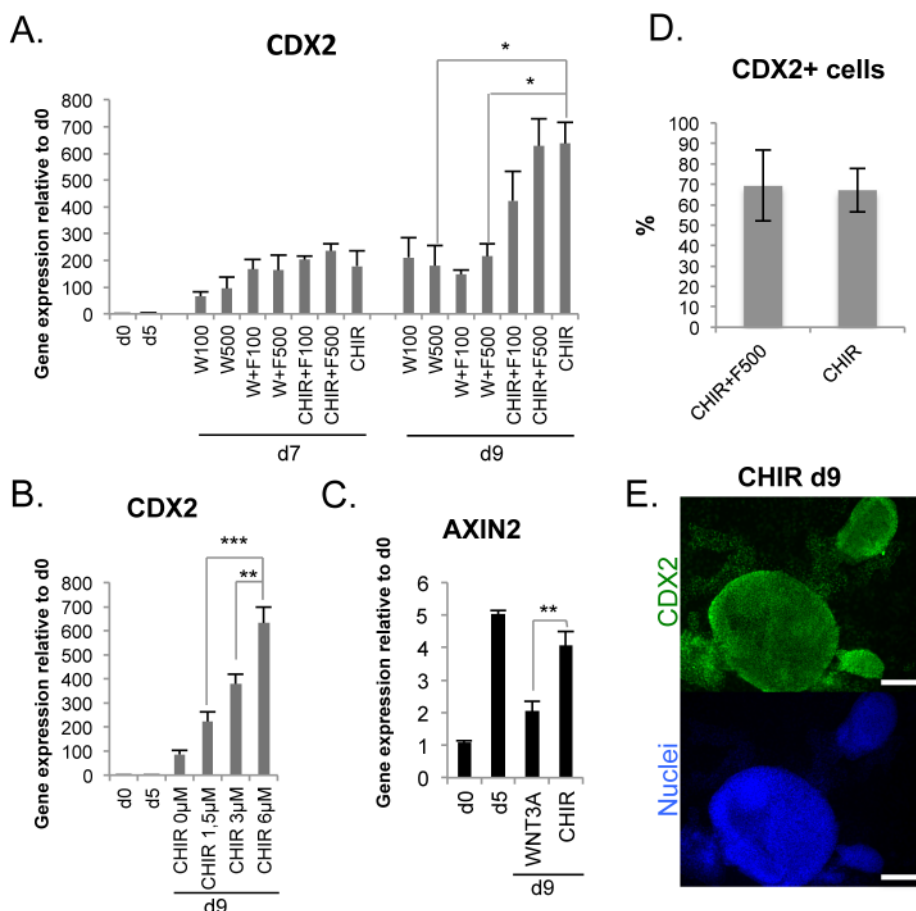 A.
CDX2
Gene expression relative to d0
800
700
600
500
400
300
200
100
0
* 
*
d0
d5
W100
W500
W+F100
W+F500
CHIR+F100
CHIR+F500
CHIR
W100
W500
W+F100
W+F500
CHIR+F100
CHIR+F500
CHIR
d7
d9
D.
CDX2+ cells
%
100
90
80
70
60
50
40
30
20
10
0
CHIR+F500
CHIR
B.
CDX2
Gene expression relative to d0
800
700
600
500
400
300
200
100
0
***
**
d0
d5
CHIR 0µM
CHIR 1,5µM
CHIR 3µM
CHIR 6µM
d9
C.
AXIN2
Gene expression relative to d0
6
5
4
3
2
1
0
**
d0
d5
WNT3A
CHIR
d9
E.
CHIR d9
CDX2
Nuclei